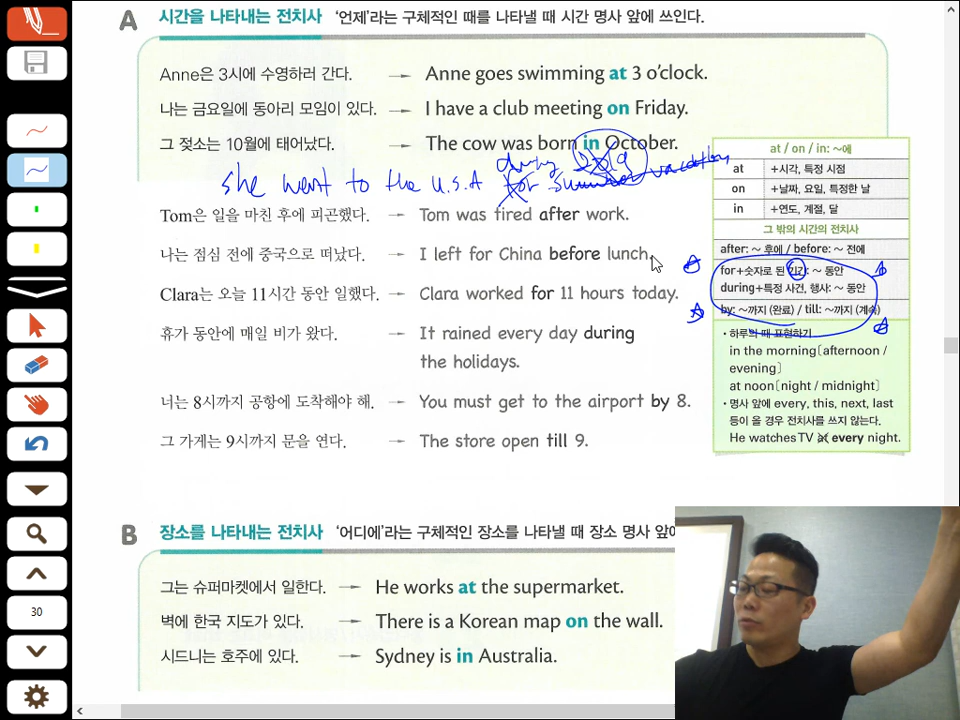 A 시간을 나타내는 전치사 '언제'라는 구체적인 때를 나타낼 때 시간 명사 앞에 쓰인다.
Anne은 3시에 수영하러 간다. → Anne goes swimming at 3 o'clock.
나는 금요일에 동아리 모임이 있다. → I have a club meeting on Friday.
그 젖소는 10월에 태어났다. → The cow was born in October.
during
she went to the U.S.A for summer vacation
Tom은 일을 마친 후에 피곤했다. → Tom was tired after work.
나는 점심 전에 중국으로 떠났다. → I left for China before lunch.
Clara는 오늘 11시간 동안 일했다. → Clara worked for 11 hours today.
휴가 동안에 매일 비가 왔다. → It rained every day during
the holidays.
너는 8시까지 공항에 도착해야 해. → You must get to the airport by 8.
그 가게는 9시까지 문을 연다. → The store open till 9.
at / on / in: ~에
at +시각, 특정 시점
on +날짜, 요일, 특정한 날
in +연도, 계절, 달
그 밖의 시간의 전치사
after: ~ 후에 / before: ~ 전에
for+숫자로 된 기간: ~ 동안
during+특정 사건, 행사: ~ 동안
by: ~까지 (완료) / till: ~까지 (계속)
• 하루의 때 표현하기
in the morning〔afternoon /
evening〕
at noon〔night / midnight〕
• 명사 앞에 every, this, next, last
등이 올 경우 전치사를 쓰지 않는다.
He watches TV at every night.
B 장소를 나타내는 전치사 '어디에'라는 구체적인 장소를 나타낼 때 장소 명사 앞에
그는 슈퍼마켓에서 일한다. → He works at the supermarket.
벽에 한국 지도가 있다. → There is a Korean map on the wall.
시드니는 호주에 있다. → Sydney is in Australia.
30